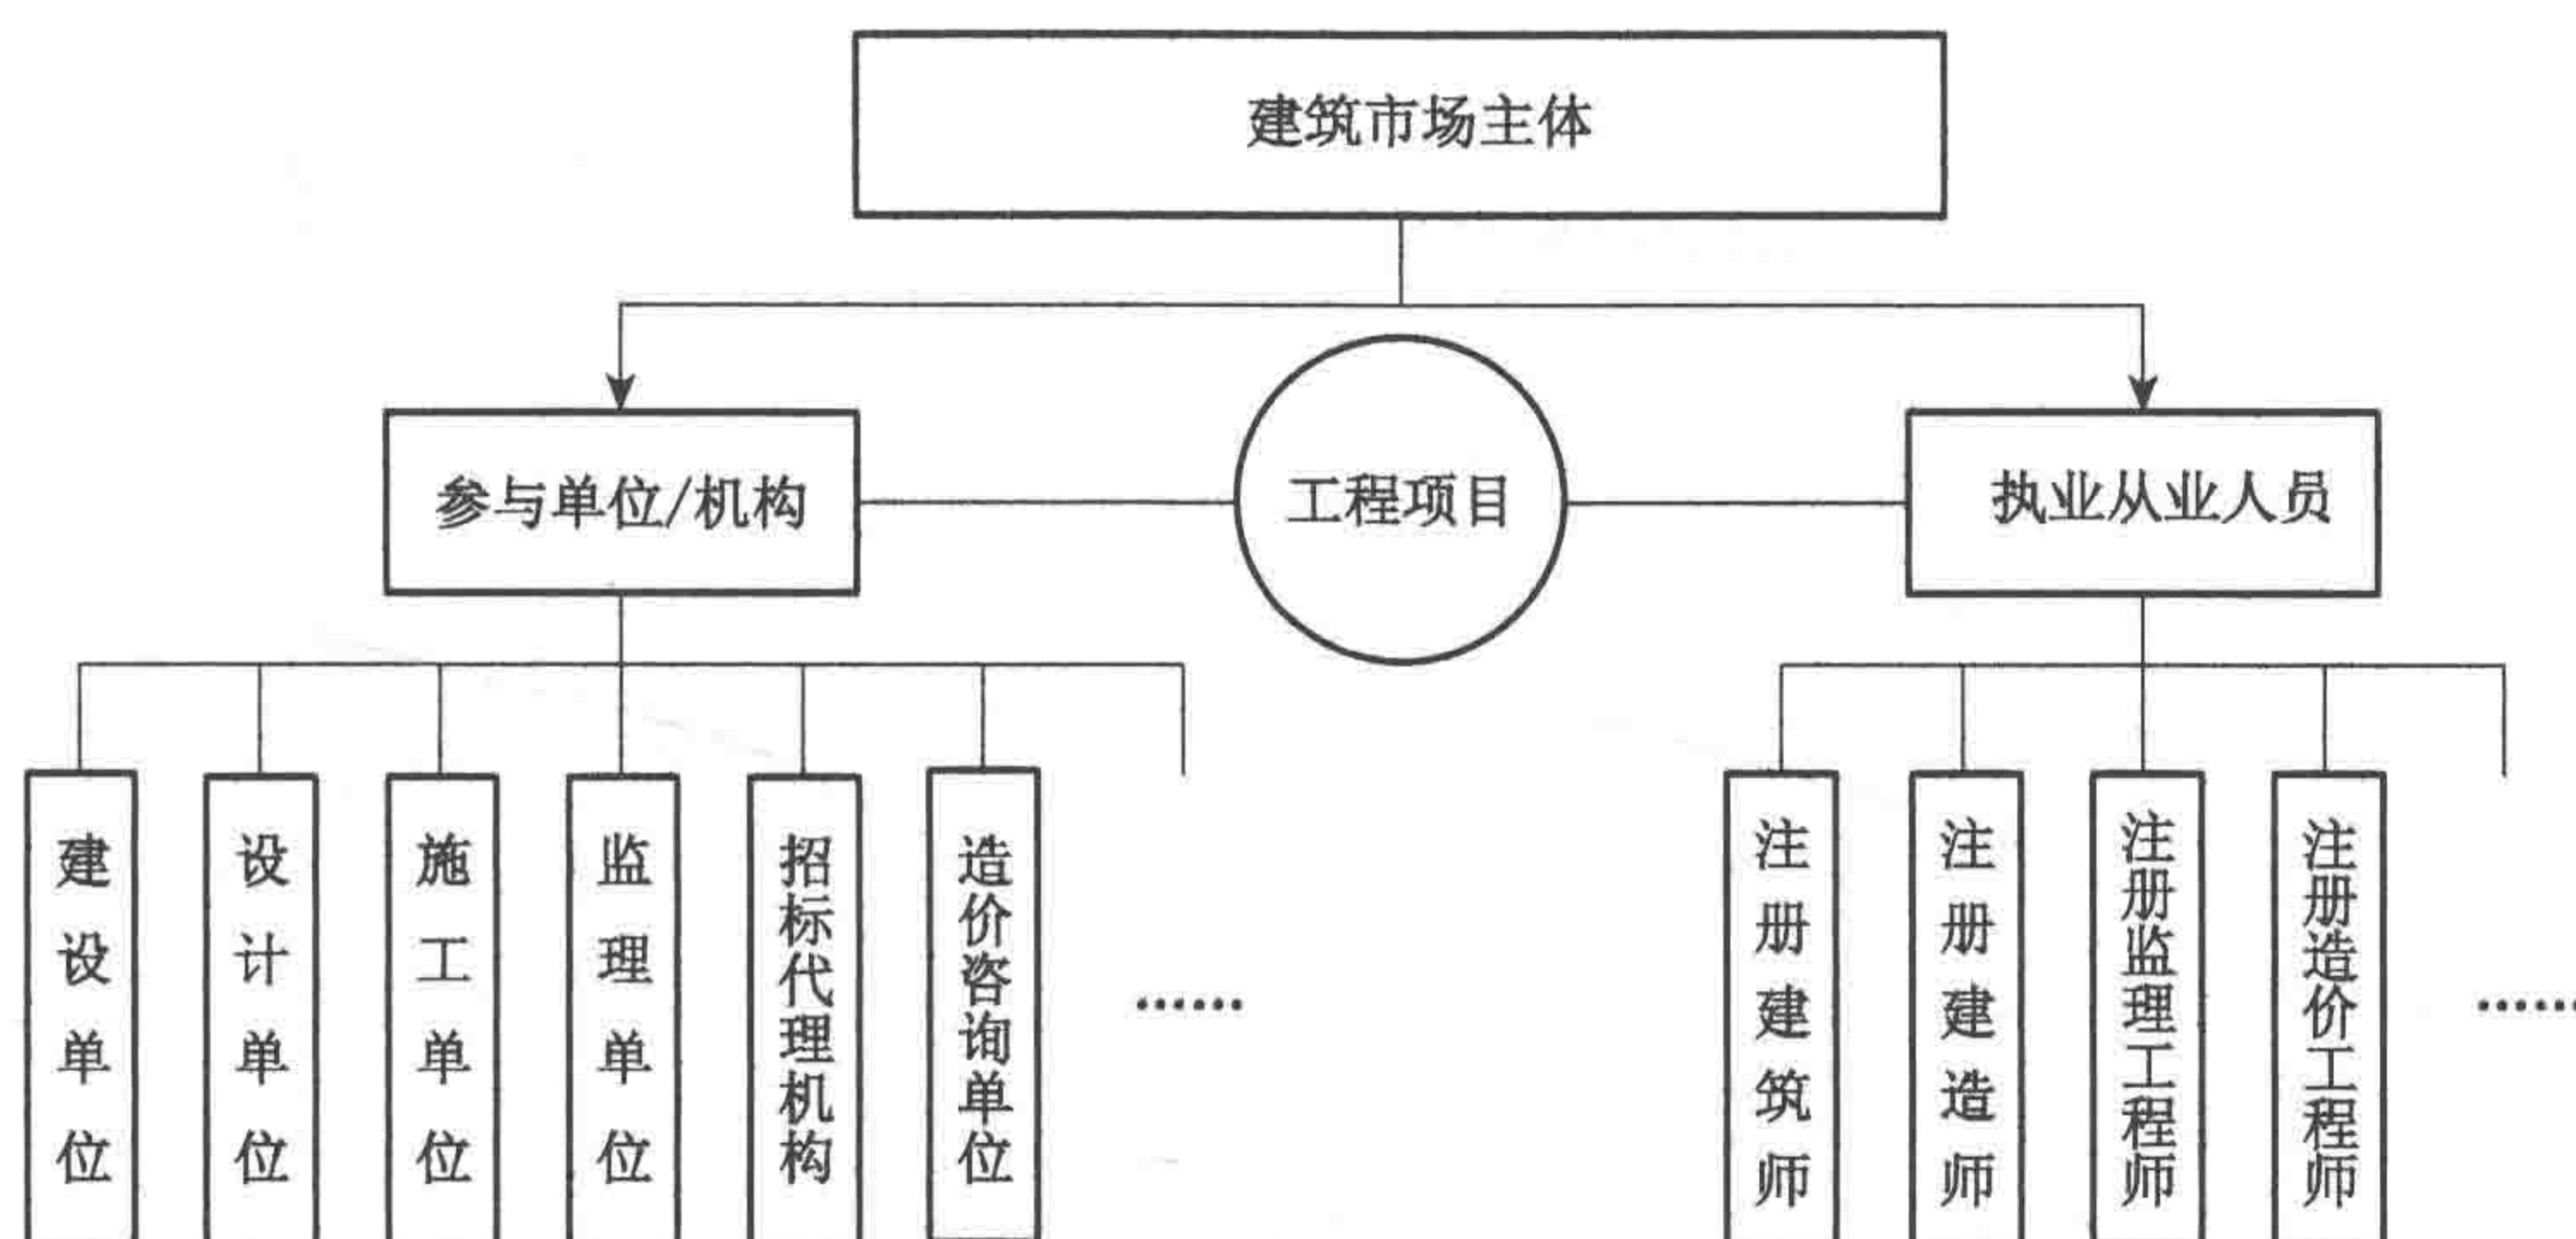 建筑市场主体
参与单位/机构
工程项目
执业从业人员
建设单位
设计单位
施工单位
监理单位
招标代理机构
造价咨询单位
……
注册建筑师
注册建造师
注册监理工程师
注册造价工程师
……